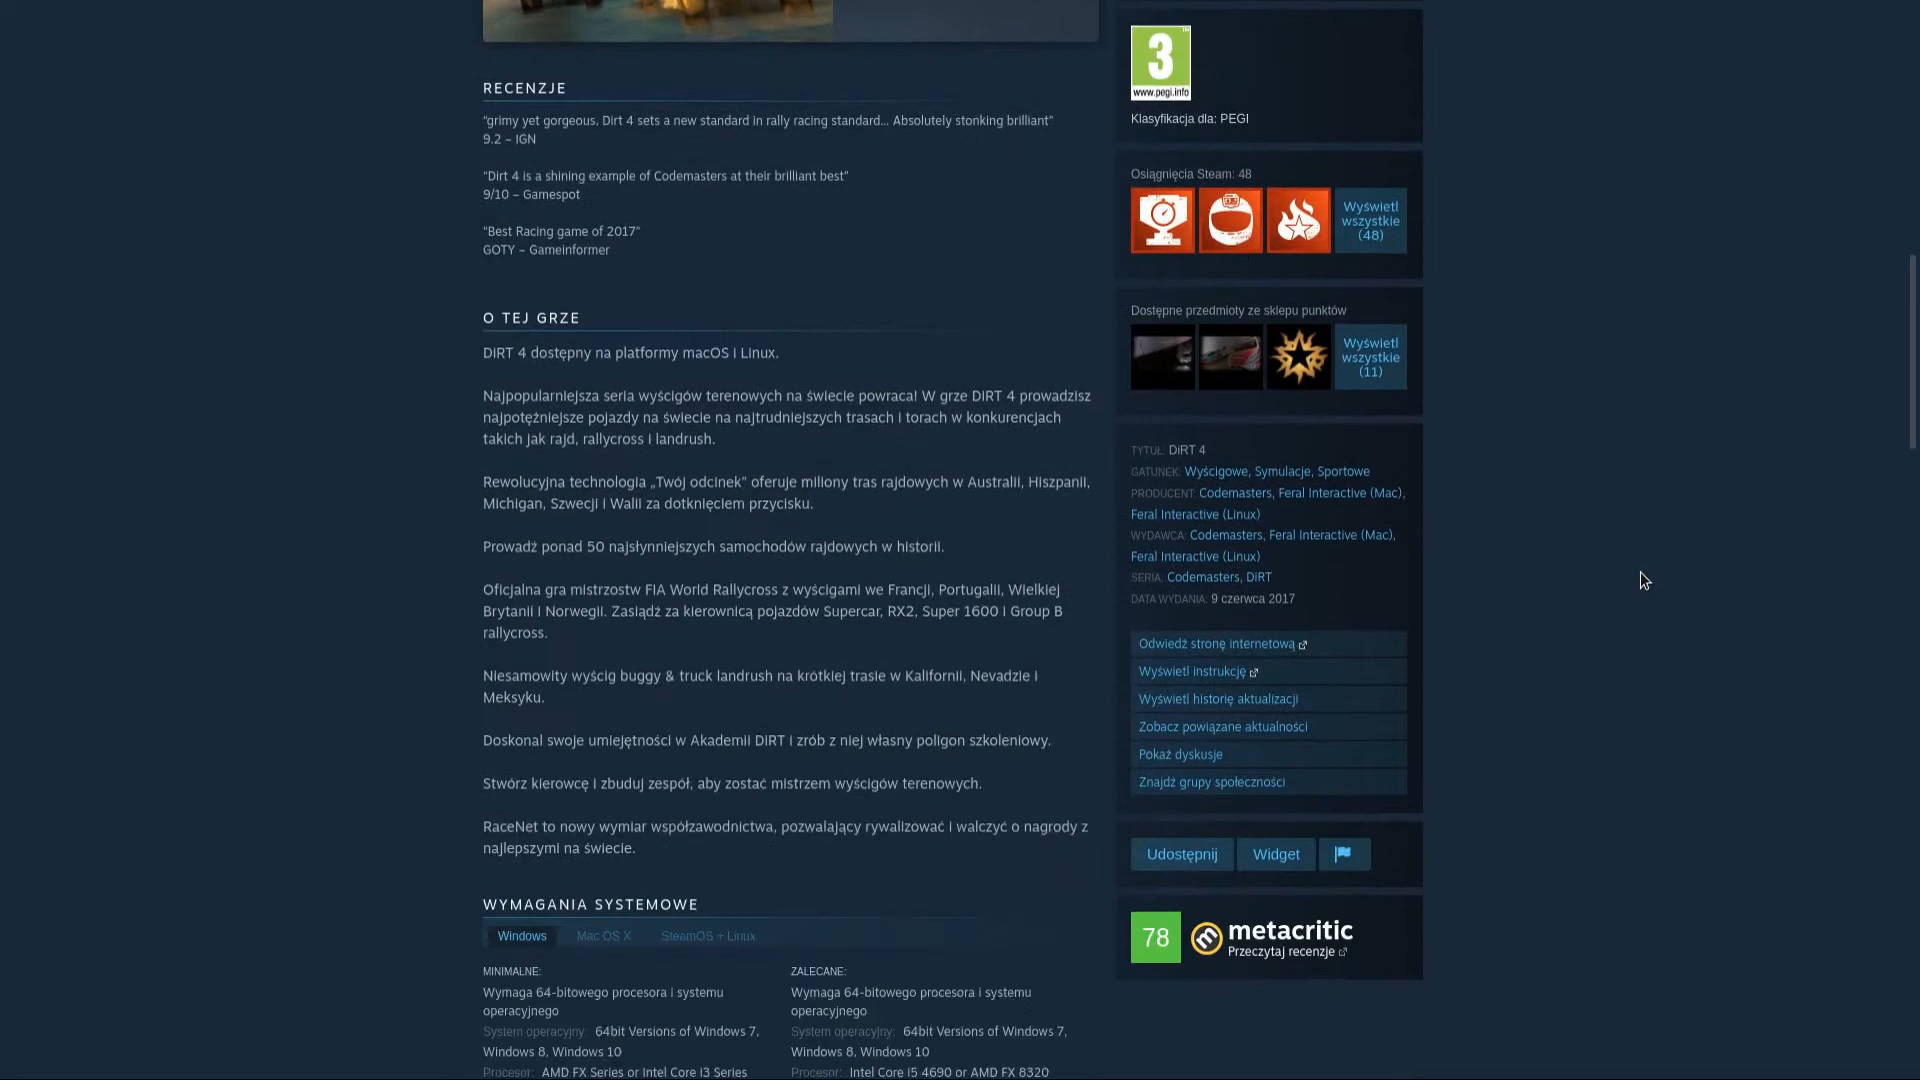 RECENZJE
“grimy yet gorgeous, Dirt 4 sets a new standard in rally racing standard... Absolutely stonking brilliant”
9.2 – IGN
“Dirt 4 is a shining example of Codemasters at their brilliant best”
9/10 – Gamespot
“Best Racing game of 2017”
GOTY – Gameinformer
O TEJ GRZE
DIRT 4 dostępny na platformy macOS i Linux.
Najpopularniejsza seria wyścigów terenowych na świecie powraca! W grze DIRT 4 prowadzisz
najpotężniejsze pojazdy na świecie na najtrudniejszych trasach i torach w konkurencjach
takich jak rajd, rallycross i landrush.
Rewolucyjna technologia „Twój odcinek” oferuje miliony tras rajdowych w Australii, Hiszpanii,
Michigan, Szwecji i Walii za dotknięciem przycisku.
Prowadź ponad 50 najsłynniejszych samochodów rajdowych w historii.
Oficjalna gra mistrzostw FIA World Rallycross z wyścigami we Francji, Portugalii, Wielkiej
Brytanii i Norwegii. Zasiądź za kierownicą pojazdów Supercar, RX2, Super 1600 i Group B
rallycross.
Niesamowity wyścig buggy & truck landrush na krótkiej trasie w Kalifornii, Nevadzie i
Meksyku.
Doskonal swoje umiejętności w Akademii DiRT i zrób z niej własny poligon szkoleniowy.
Stwórz kierowcę i zbuduj zespół, aby zostać mistrzem wyścigów terenowych.
RaceNet to nowy wymiar współzawodnictwa, pozwalający rywalizować i walczyć o nagrody z
najlepszymi na świecie.
WYMAGANIA SYSTEMOWE
Windows Mac OS X SteamOS + Linux
MINIMALNE:
Wymaga 64-bitowego procesora i systemu
operacyjnego
System operacyjny: 64bit Versions of Windows 7,
Windows 8, Windows 10
Procesor: AMD FX Series or Intel Core i3 Series
ZALECANE:
Wymaga 64-bitowego procesora i systemu
operacyjnego
System operacyjny: 64bit Versions of Windows 7,
Windows 8, Windows 10
Procesor: Intel Core i5 4690 or AMD FX 8320
3
www.pegi.info
Klasyfikacja dla: PEGI
Osiągnięcia Steam: 48
Wyświetl
wszystkie
(48)
Dostępne przedmioty ze sklepu punktów
Wyświetl
wszystkie
(11)
TYTUŁ: DiRT 4
GATUNEK: Wyścigowe, Symulacje, Sportowe
PRODUCENT: Codemasters, Feral Interactive (Mac),
Feral Interactive (Linux)
WYDAWCA: Codemasters, Feral Interactive (Mac),
Feral Interactive (Linux)
SERIA: Codemasters, DiRT
DATA WYDANIA: 9 czerwca 2017
Odwiedź stronę internetową
Wyświetl instrukcję
Wyświetl historię aktualizacji
Zobacz powiązane aktualności
Pokaż dyskusje
Znajdź grupy społeczności
Udostępnij Widget
78 metacritic
Przeczytaj recenzje